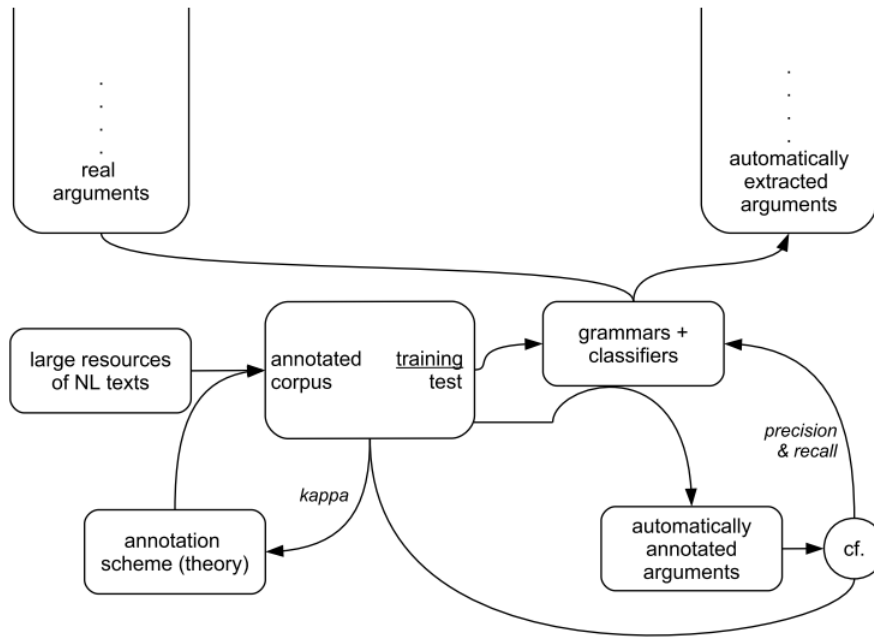 real
arguments
automatically
extracted
arguments
large resources
of NL texts
annotated
corpus
training
test
grammars +
classifiers
precision
& recall
kappa
annotation
scheme (theory)
automatically
annotated
arguments
cf.